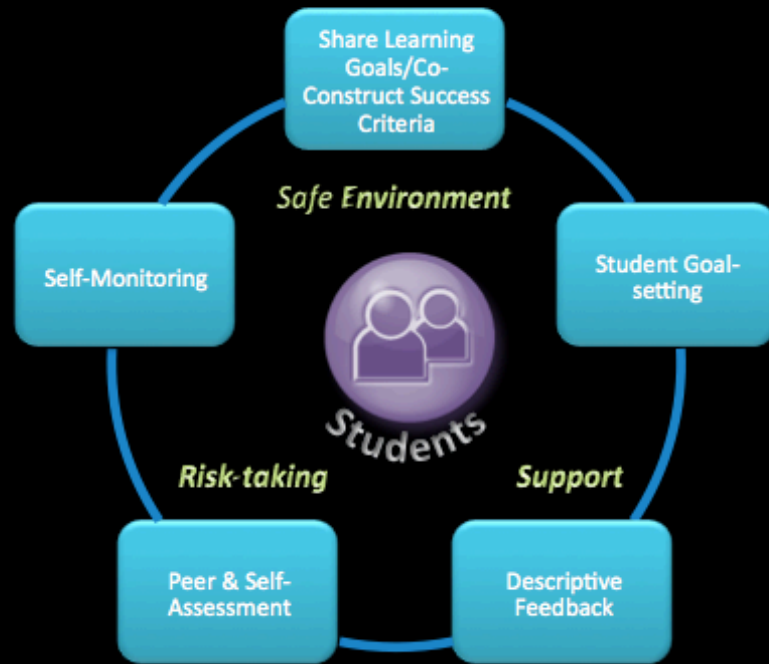 Share Learning
Goals/Co-
Construct Success
Criteria
Safe Environment
Self-Monitoring
Student Goal-
setting
Students
Risk-taking
Support
Peer & Self-
Assessment
Descriptive
Feedback